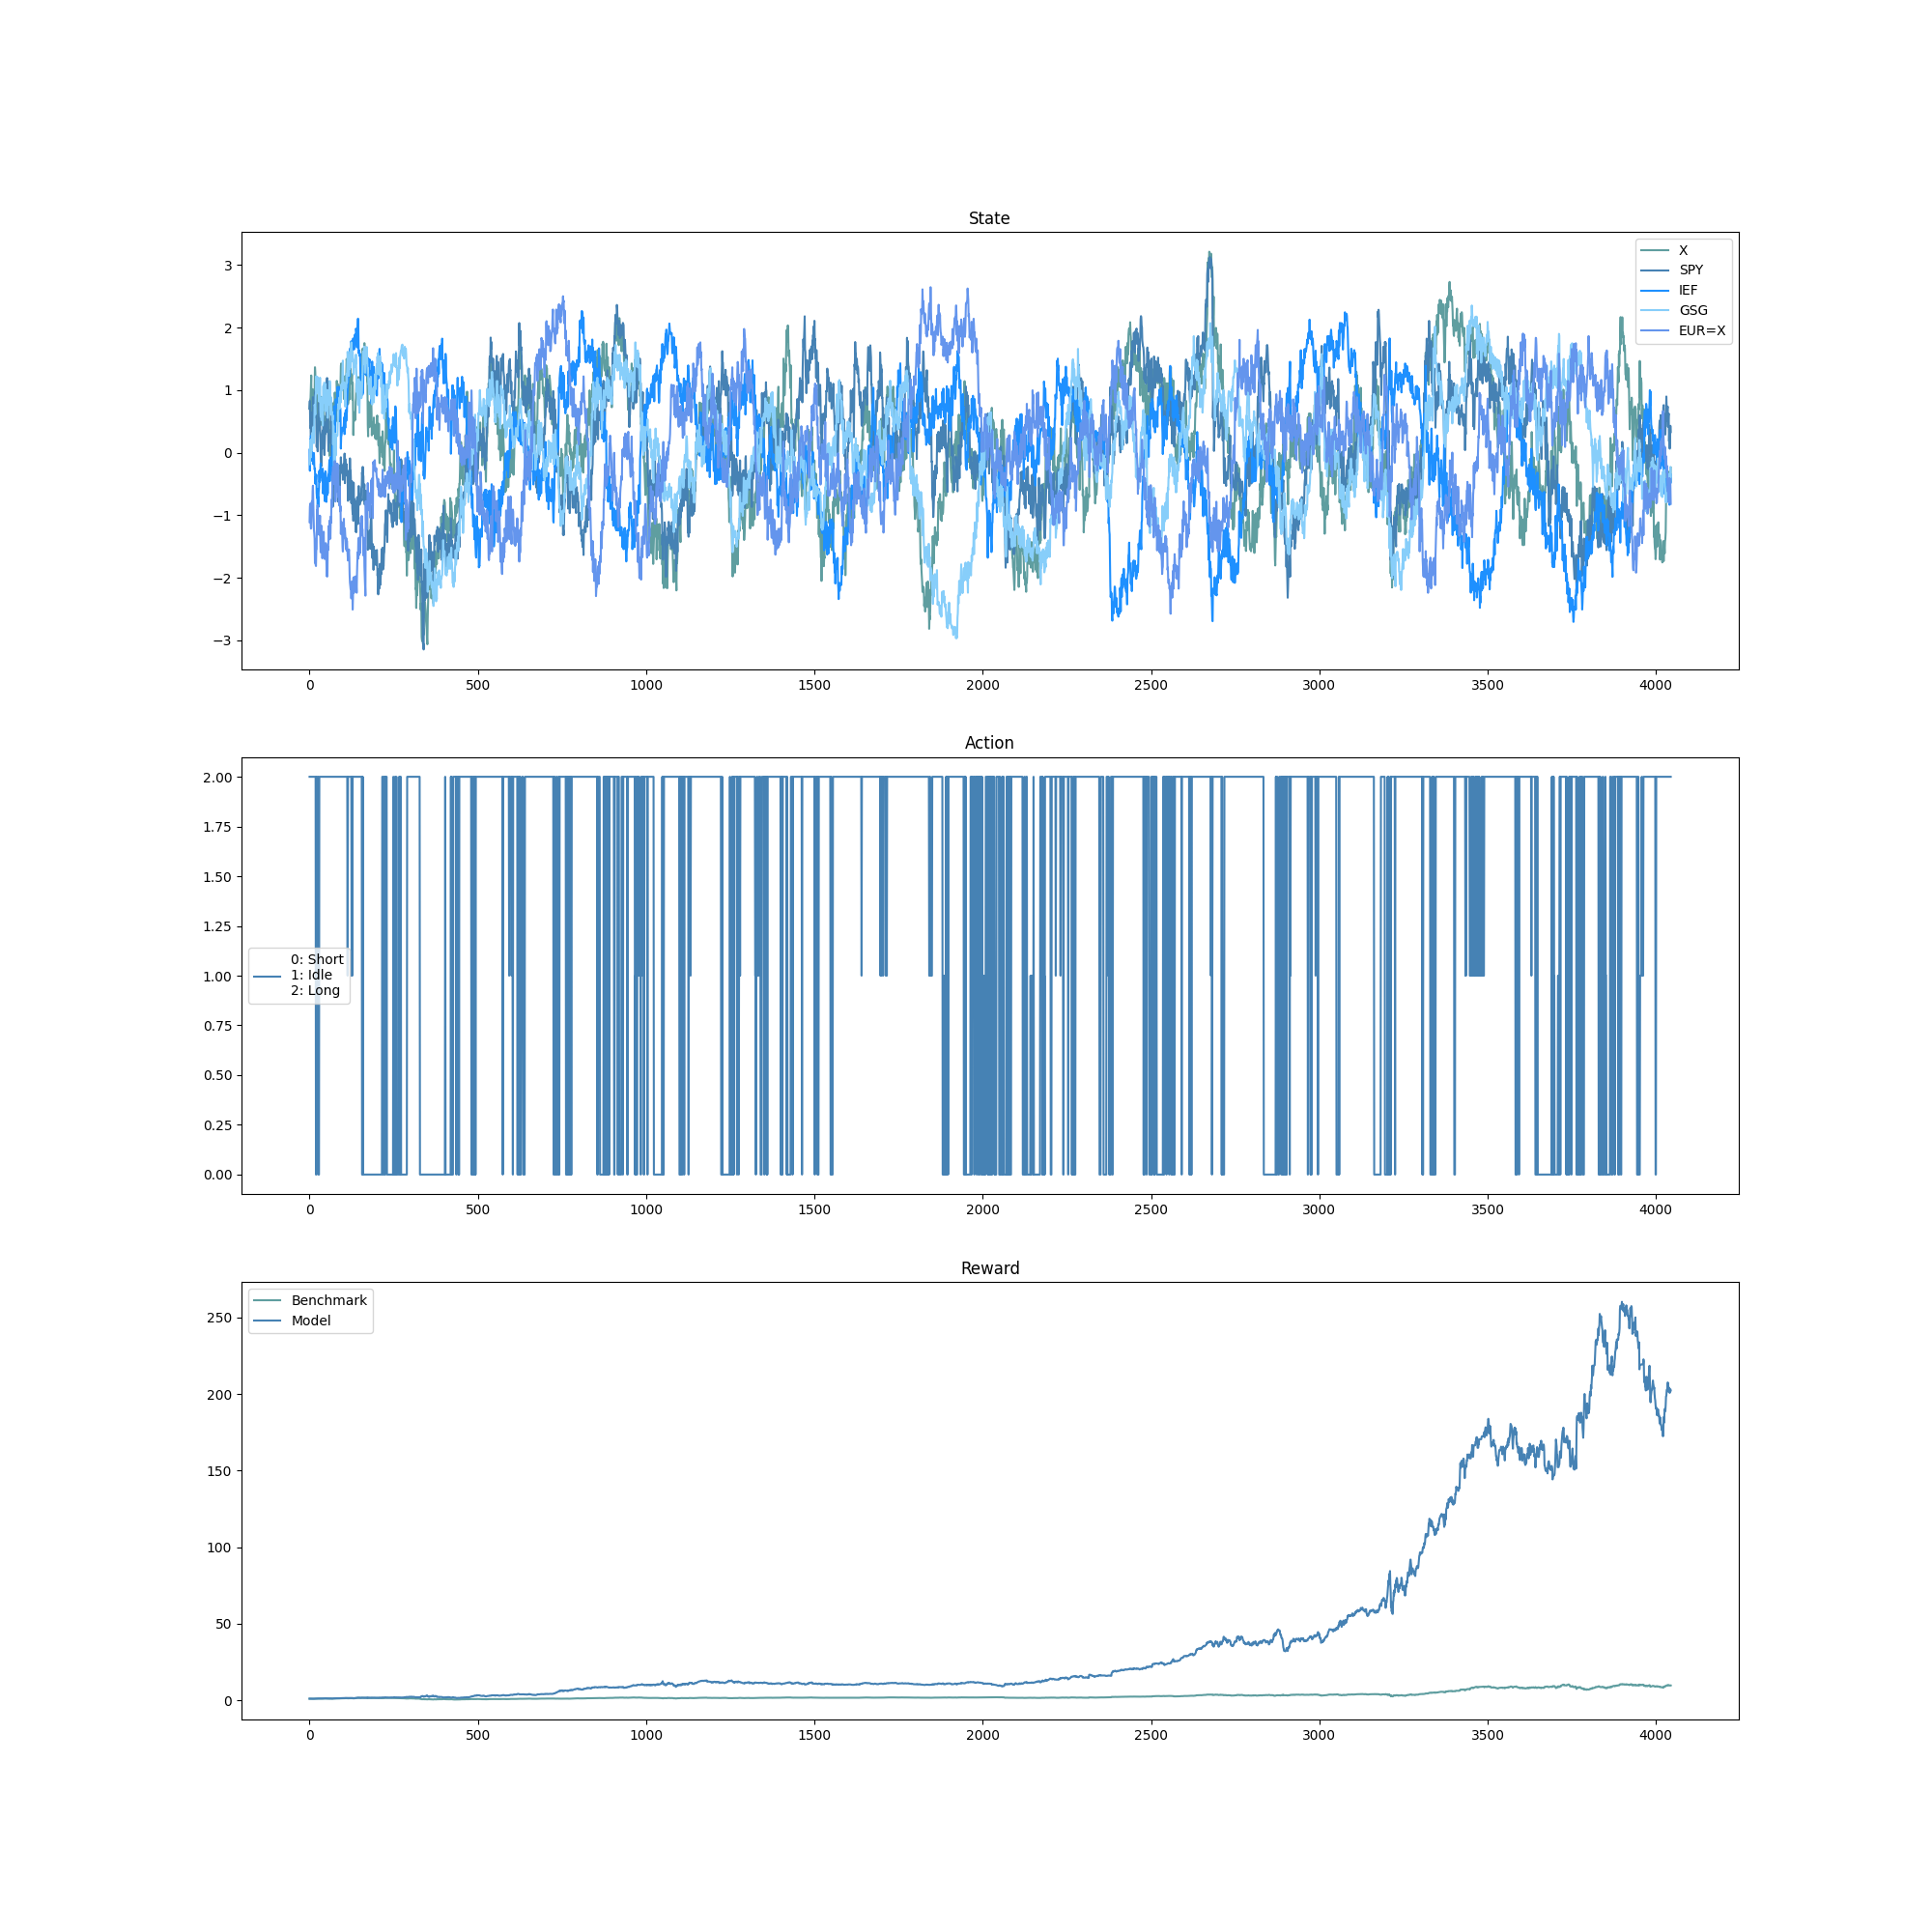 State
3
2
1
0
−1
−2
−3
X
SPY
IEF
GSG
EUR=X
0 500 1000 1500 2000 2500 3000 3500 4000
Action
2.00
1.75
1.50
1.25
1.00
0.75
0.50
0.25
0.00
0: Short
1: Idle
2: Long
0 500 1000 1500 2000 2500 3000 3500 4000
Reward
250
200
150
100
50
0
Benchmark
Model
0 500 1000 1500 2000 2500 3000 3500 4000